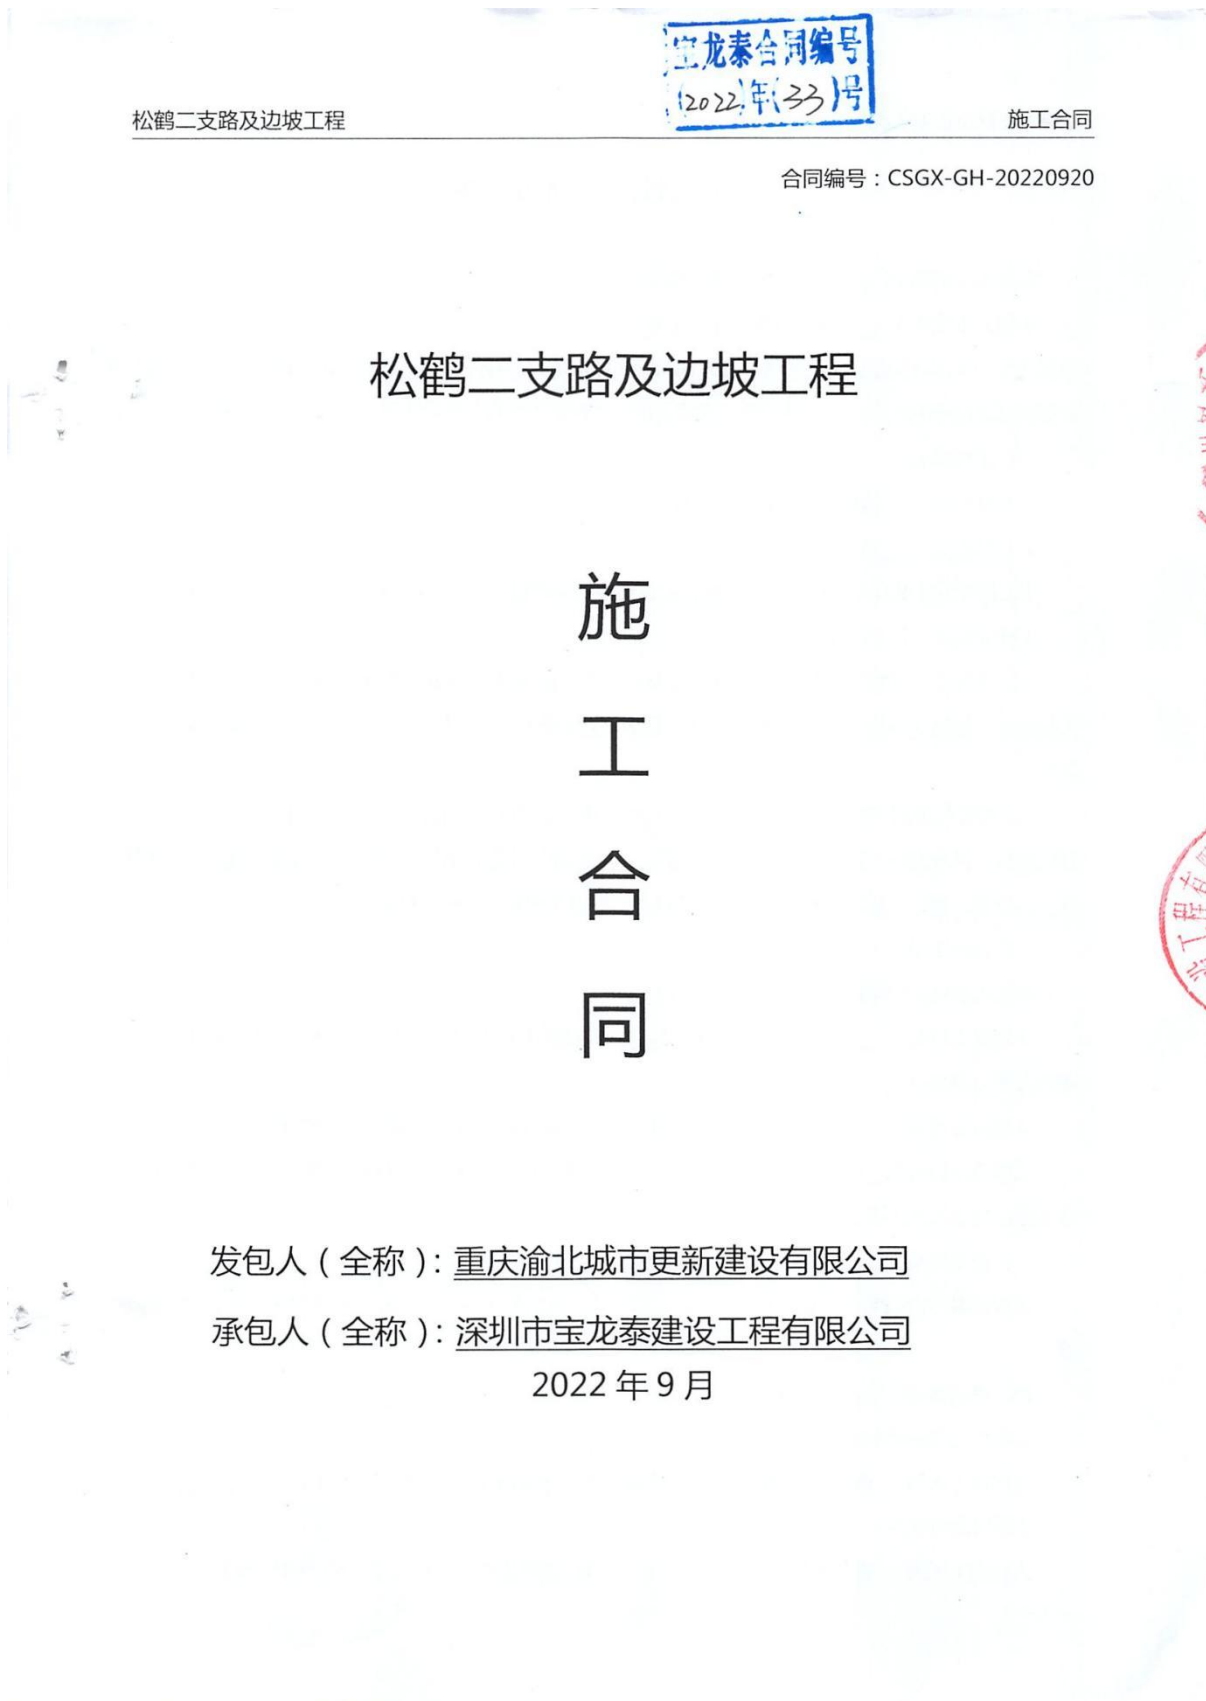 宝龙泰合同编号
(2022)年(33)号
松鹤二支路及边坡工程 施工合同
合同编号：CSGX-GH-20220920
松鹤二支路及边坡工程
施
工
合
同
发包人（全称）：重庆渝北城市更新建设有限公司
承包人（全称）：深圳市宝龙泰建设工程有限公司
2022 年 9 月
工程有